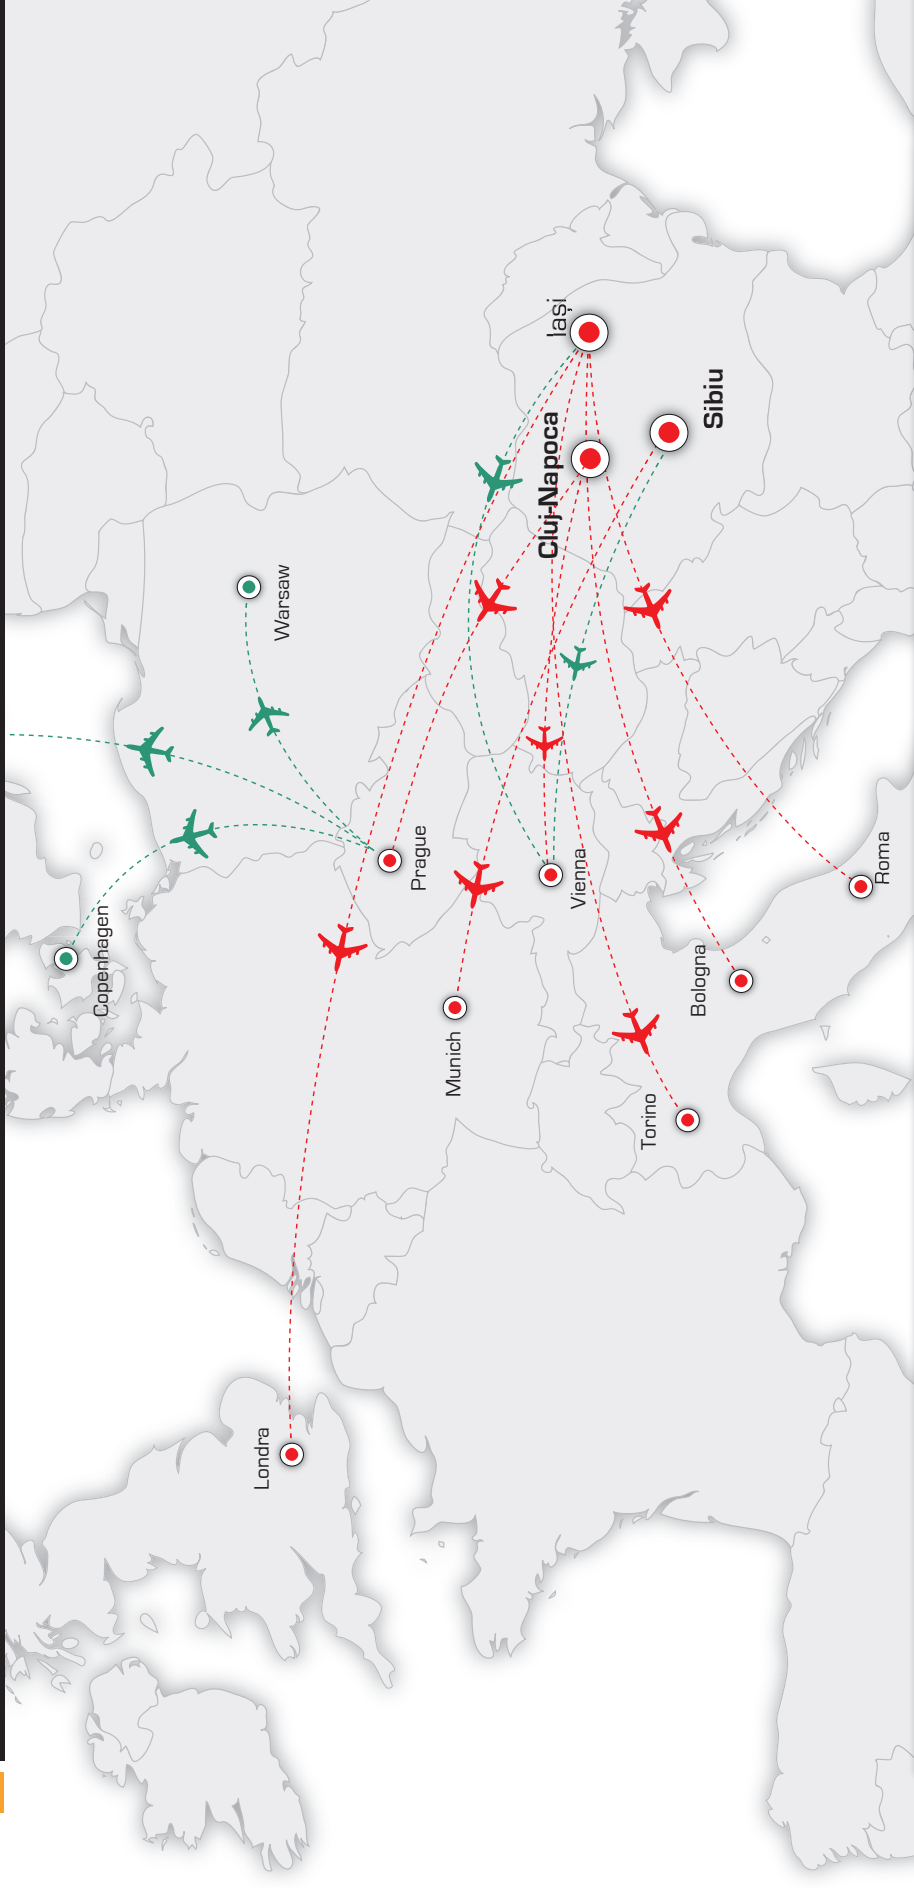 Copenhagen
Warsaw
Londra
Prague
Munich
Iași
Cluj-Napoca
Vienna
Sibiu
Torino
Bologna
Roma